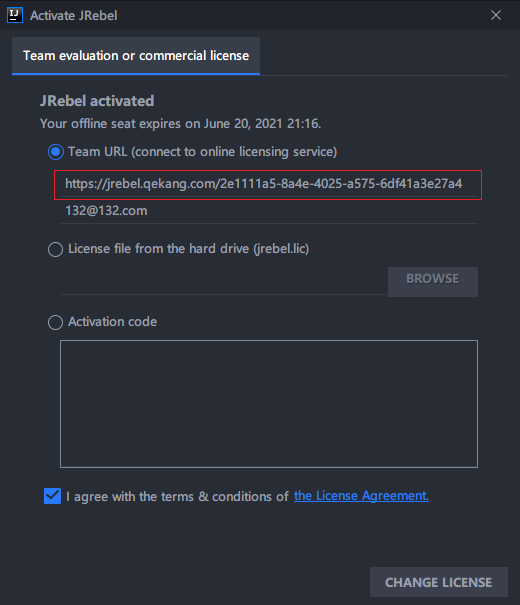 IJ
Activate JRebel
Team evaluation or commercial license
JRebel activated
Your offline seat expires on June 20, 2021 21:16.
Team URL (connect to online licensing service)
https://jrebel.qekang.com/2e1111a5-8a4e-4025-a575-6df41a3e27a4
132@132.com
License file from the hard drive (jrebel.lic)
BROWSE
Activation code
I agree with the terms & conditions of the License Agreement.
CHANGE LICENSE